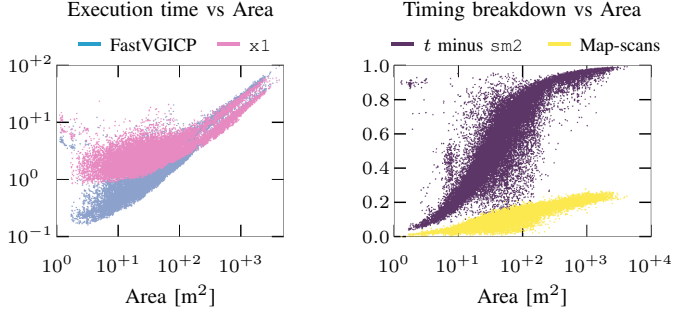 Execution time vs Area
FastVGICP x1
10+2
10+1
10^0
10−1
10^0 10+1 10+2 10+3
Area [m²]
Timing breakdown vs Area
t minus sm2 Map-scans
1.0
0.8
0.6
0.4
0.2
0.0
10^0 10+1 10+2 10+3 10+4
Area [m²]